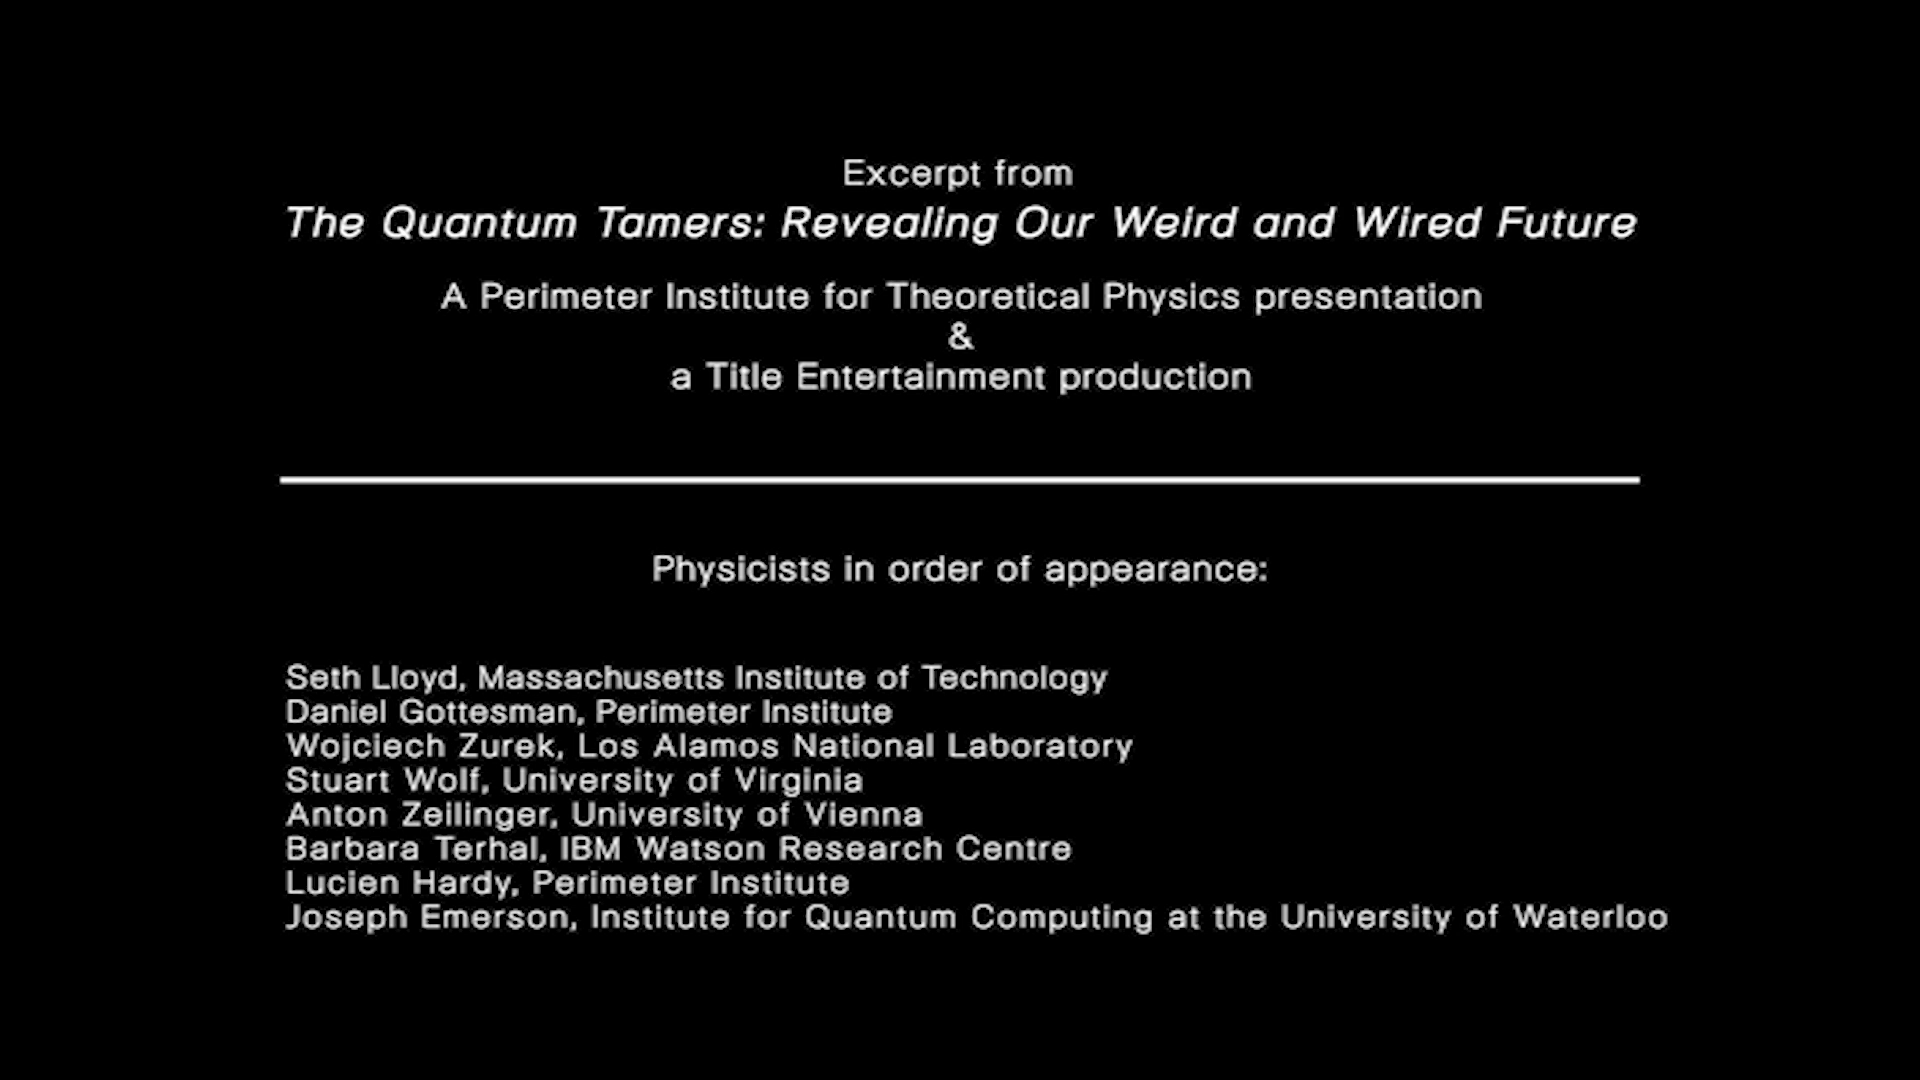 Excerpt from
The Quantum Tamers: Revealing Our Weird and Wired Future
A Perimeter Institute for Theoretical Physics presentation
&
a Title Entertainment production
Physicists in order of appearance:
Seth Lloyd, Massachusetts Institute of Technology
Daniel Gottesman, Perimeter Institute
Wojciech Zurek, Los Alamos National Laboratory
Stuart Wolf, University of Virginia
Anton Zeilinger, University of Vienna
Barbara Terhal, IBM Watson Research Centre
Lucien Hardy, Perimeter Institute
Joseph Emerson, Institute for Quantum Computing at the University of Waterloo